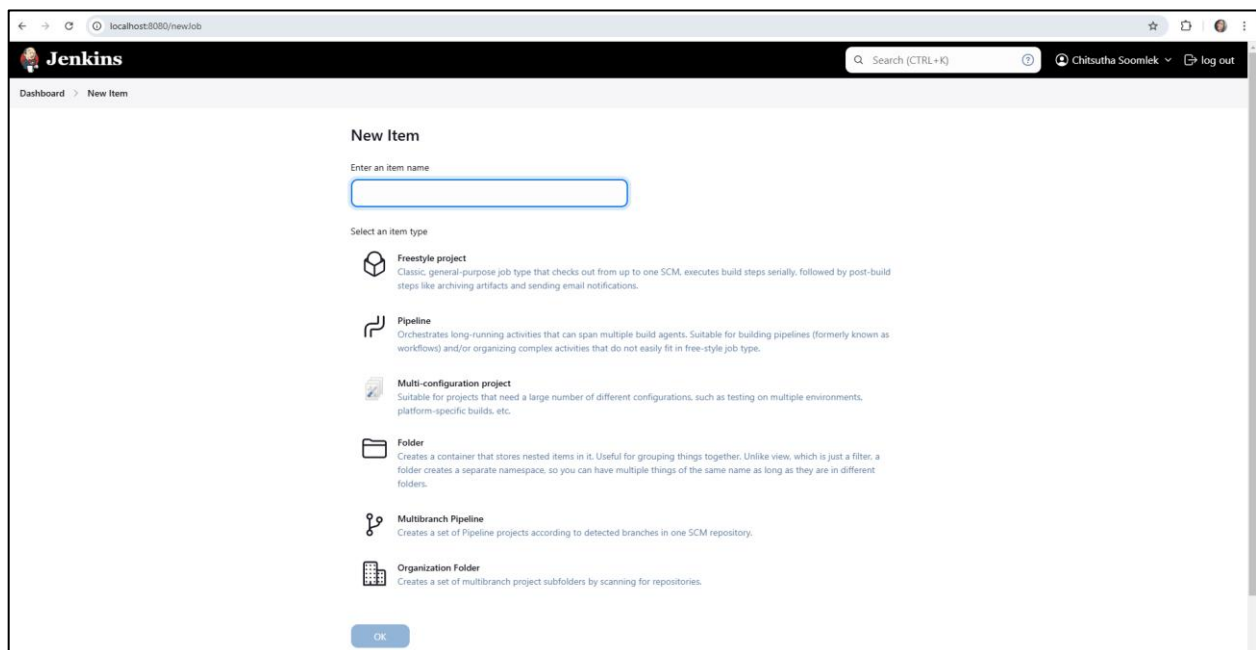 localhost:8080/newJob
Jenkins
Search (CTRL+K)
Chitsutha Soomlek
log out
Dashboard > New Item
New Item
Enter an item name
Select an item type
Freestyle project
Classic, general-purpose job type that checks out from up to one SCM, executes build steps serially, followed by post-build
steps like archiving artifacts and sending email notifications.
Pipeline
Orchestrates long-running activities that can span multiple build agents. Suitable for building pipelines (formerly known as
workflows) and/or organizing complex activities that do not easily fit in free-style job type.
Multi-configuration project
Suitable for projects that need a large number of different configurations, such as testing on multiple environments,
platform-specific builds, etc.
Folder
Creates a container that stores nested items in it. Useful for grouping things together. Unlike view, which is just a filter, a
folder creates a separate namespace, so you can have multiple things of the same name as long as they are in different
folders.
Multibranch Pipeline
Creates a set of Pipeline projects according to detected branches in one SCM repository.
Organization Folder
Creates a set of multibranch project subfolders by scanning for repositories.
OK